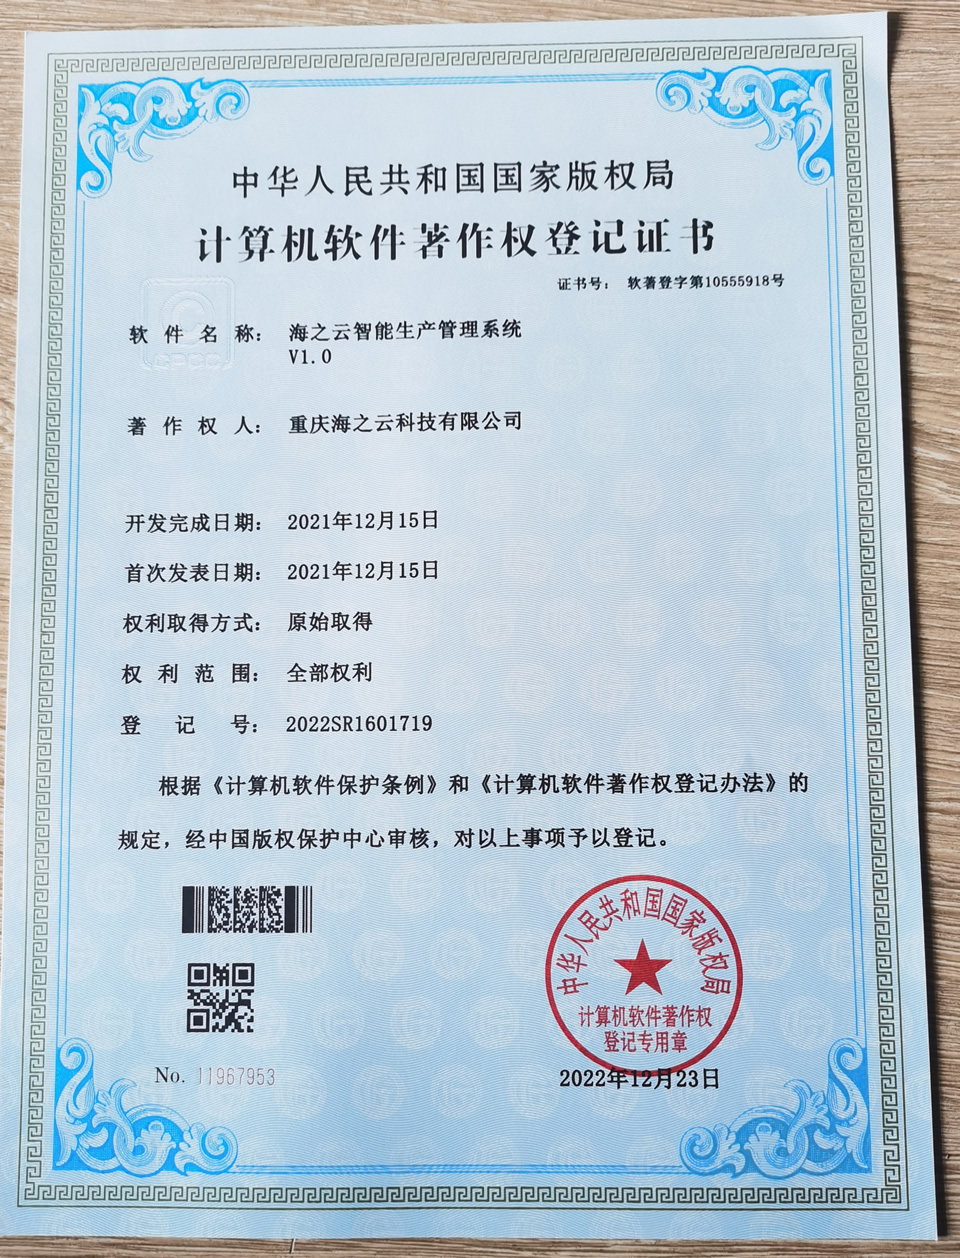 中华人民共和国国家版权局
计算机软件著作权登记证书
证书号： 软著登字第10555918号
CPCC
软件名称： 海之云智能生产管理系统
V1.0
著作权人： 重庆海之云科技有限公司
开发完成日期： 2021年12月15日
首次发表日期： 2021年12月15日
权利取得方式： 原始取得
权利范围： 全部权利
登记号： 2022SR1601719
根据《计算机软件保护条例》和《计算机软件著作权登记办法》的
规定，经中国版权保护中心审核，对以上事项予以登记。
中华人民共和国国家版权局
计算机软件著作权
登记专用章
No. 11967953
2022年12月23日